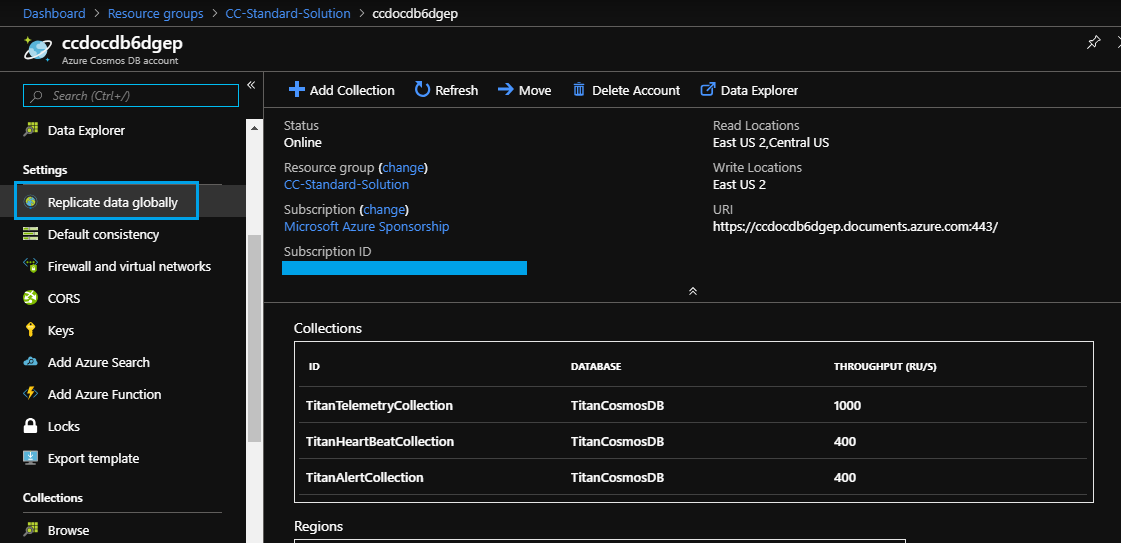 Dashboard > Resource groups > CC-Standard-Solution > ccdocdb6dgep
ccdocdb6dgep
Azure Cosmos DB account
Search (Ctrl+/)
Data Explorer
Settings
Replicate data globally
Default consistency
Firewall and virtual networks
CORS
Keys
Add Azure Search
Add Azure Function
Locks
Export template
Collections
Browse
Add Collection Refresh Move Delete Account Data Explorer
Status
Online
Resource group (change)
CC-Standard-Solution
Subscription (change)
Microsoft Azure Sponsorship
Subscription ID
Read Locations
East US 2,Central US
Write Locations
East US 2
URI
https://ccdocdb6dgep.documents.azure.com:443/
Collections
ID DATABASE THROUGHPUT (RU/S)
TitanTelemetryCollection TitanCosmosDB 1000
TitanHeartBeatCollection TitanCosmosDB 400
TitanAlertCollection TitanCosmosDB 400
Regions